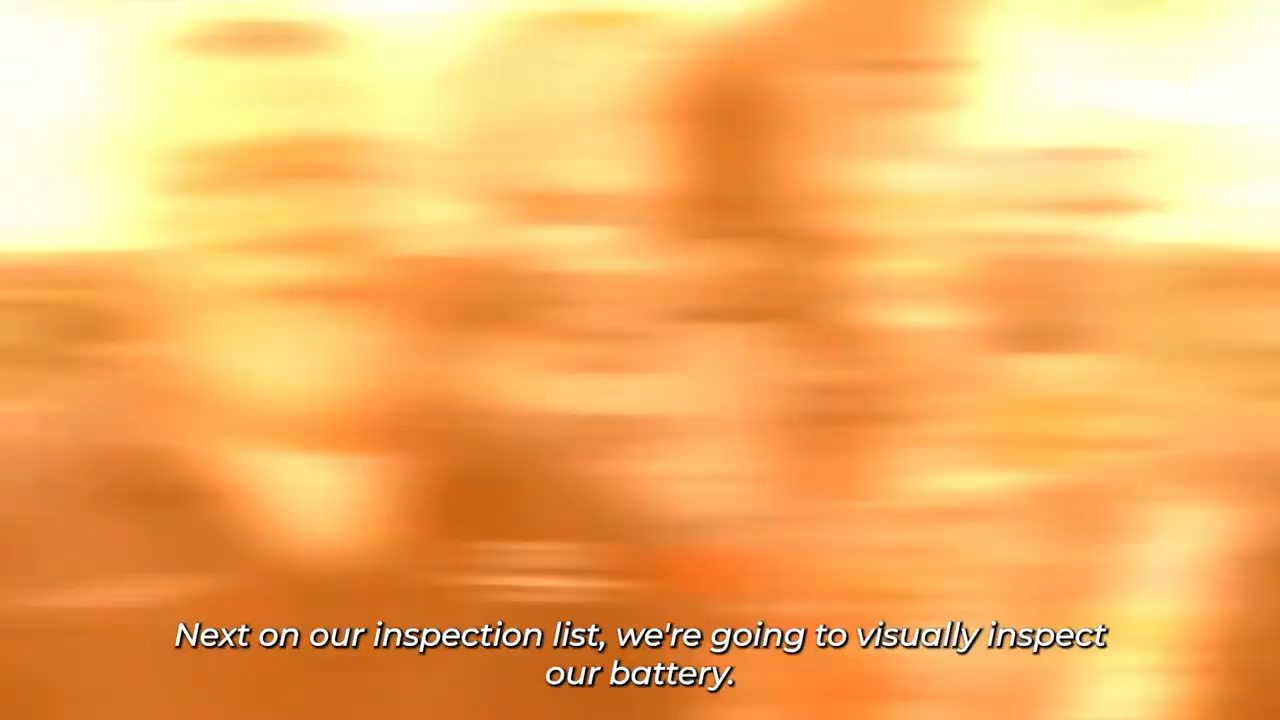 Next on our inspection list, we're going to visually inspect
our battery.